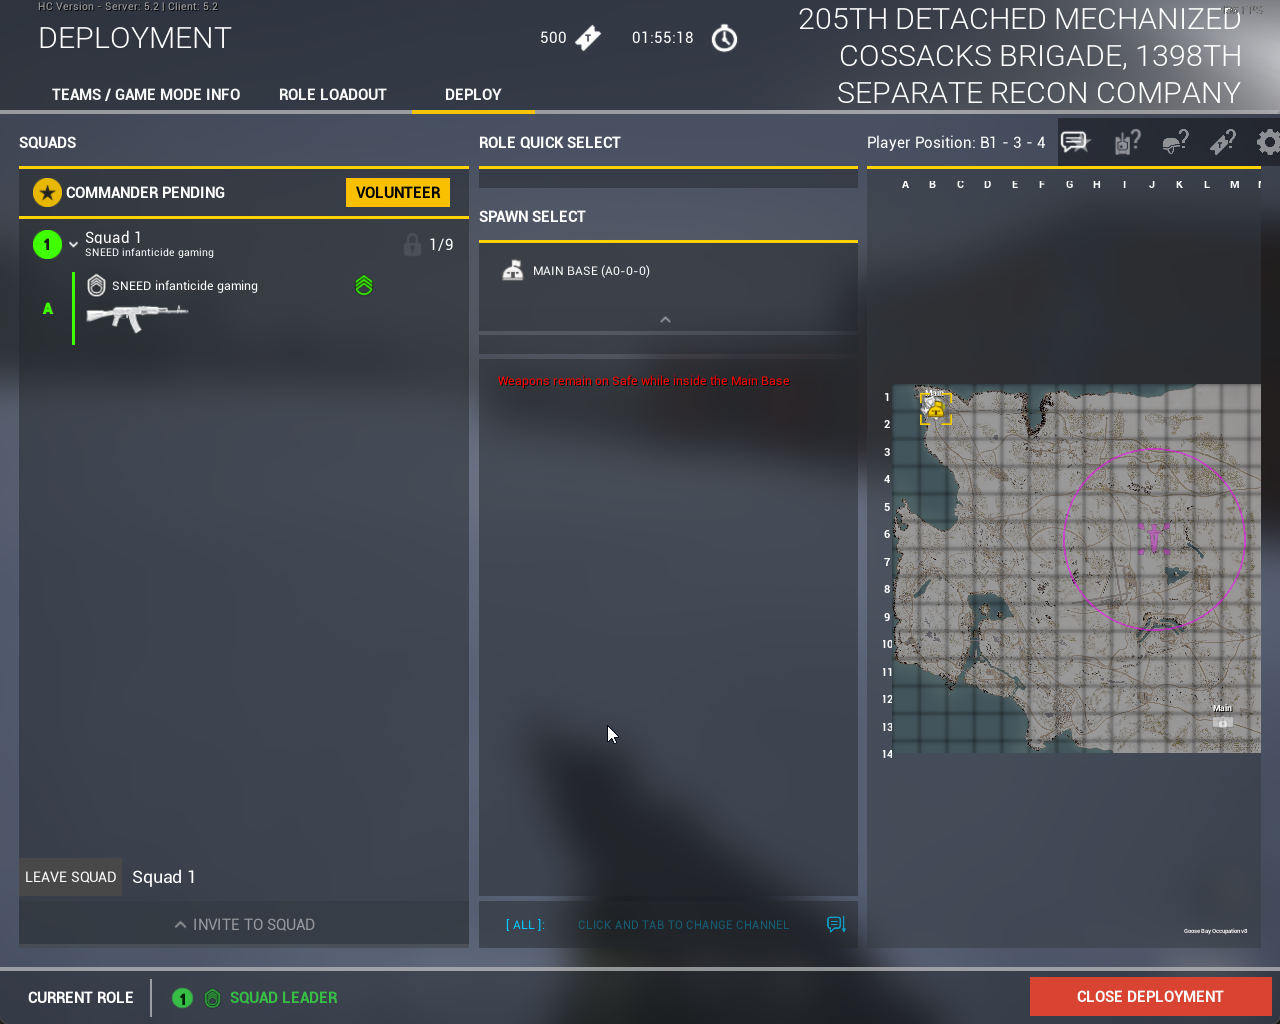 HC Version - Server: 5.2 | Client: 5.2
DEPLOYMENT
500
01:55:18
205TH DETACHED MECHANIZED
COSSACKS BRIGADE, 1398TH
SEPARATE RECON COMPANY
TEAMS / GAME MODE INFO
ROLE LOADOUT
DEPLOY
SQUADS
COMMANDER PENDING
VOLUNTEER
1
Squad 1
SNEED infanticide gaming
1/9
A
SNEED infanticide gaming
LEAVE SQUAD
Squad 1
INVITE TO SQUAD
ROLE QUICK SELECT
SPAWN SELECT
MAIN BASE (A0-0-0)
Weapons remain on Safe while inside the Main Base
[ ALL ]:
CLICK AND TAB TO CHANGE CHANNEL
Player Position: B1 - 3 - 4
A B C D E F G H I J K L M
1
2
3
4
5
6
7
8
9
10
11
12
13
14
Main
Main
Goose Bay Occupation v8
CURRENT ROLE
1
SQUAD LEADER
CLOSE DEPLOYMENT